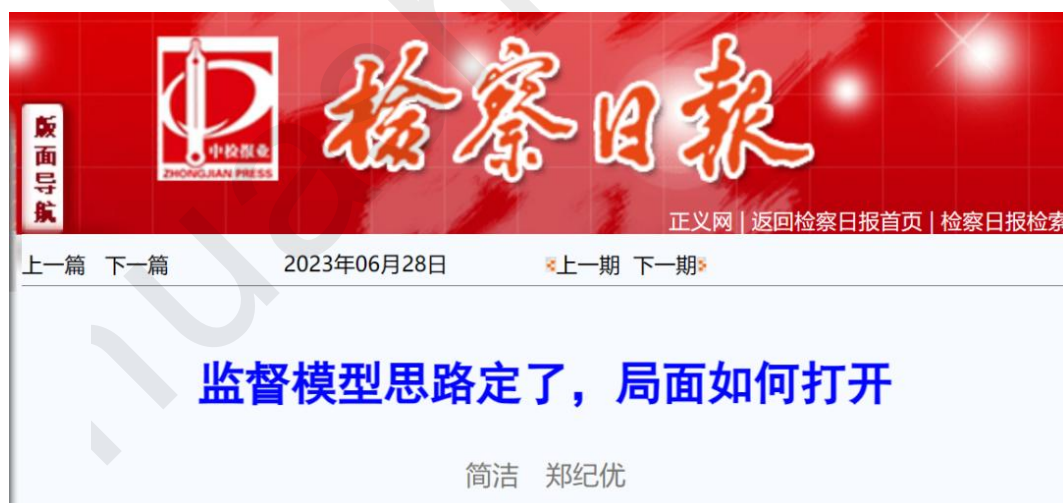 检察日报
中检报业
ZHONGJIAN PRESS
版面导航
正义网 | 返回检察日报首页 | 检察日报检索
上一篇 下一篇 2023年06月28日 上一期 下一期
监督模型思路定了，局面如何打开
简洁 郑纪优